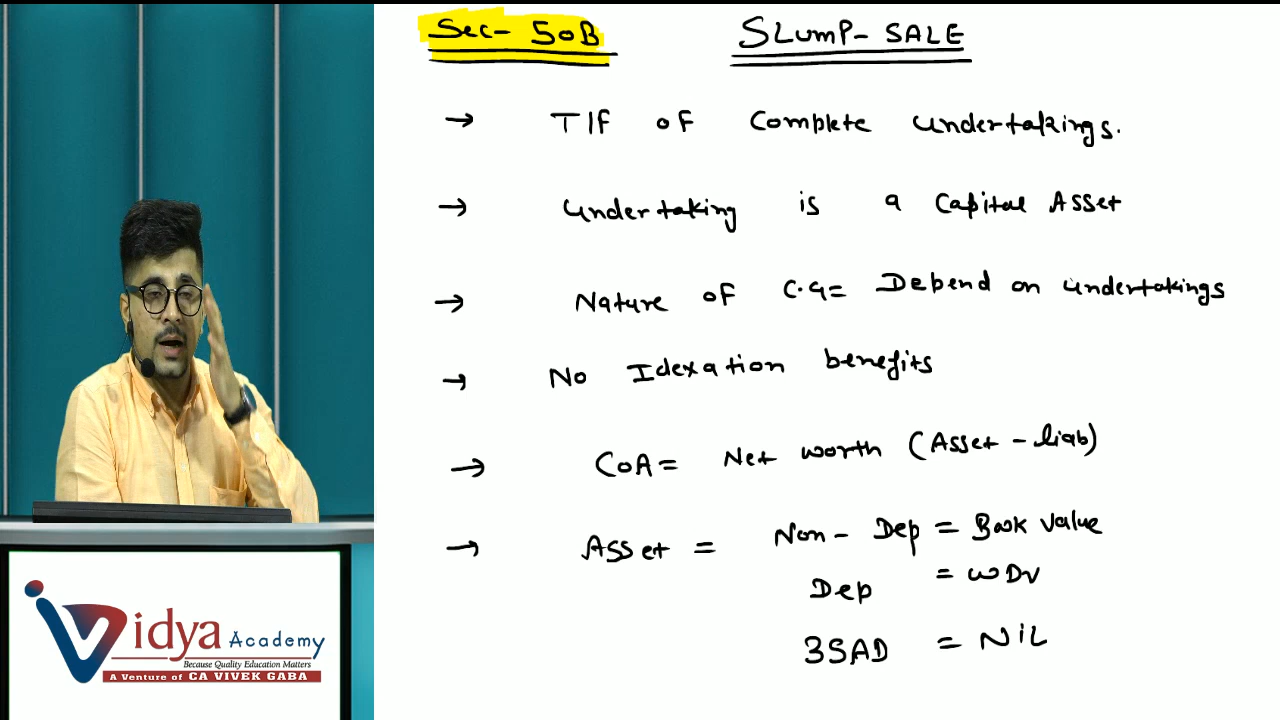 Sec- 50B SLUMP-SALE
→ T/f of Complete undertakings.
→ undertaking is a Capital Asset
→ Nature of C.G= Depend on undertakings
→ No Idexation benefits
→ COA= Net worth (Asset - liab)
→ Asset = Non- Dep = Book value
Dep = WDV
35AD = NIL
Vidya Academy
Because Quality Education Matters
A Venture of CA VIVEK GABA